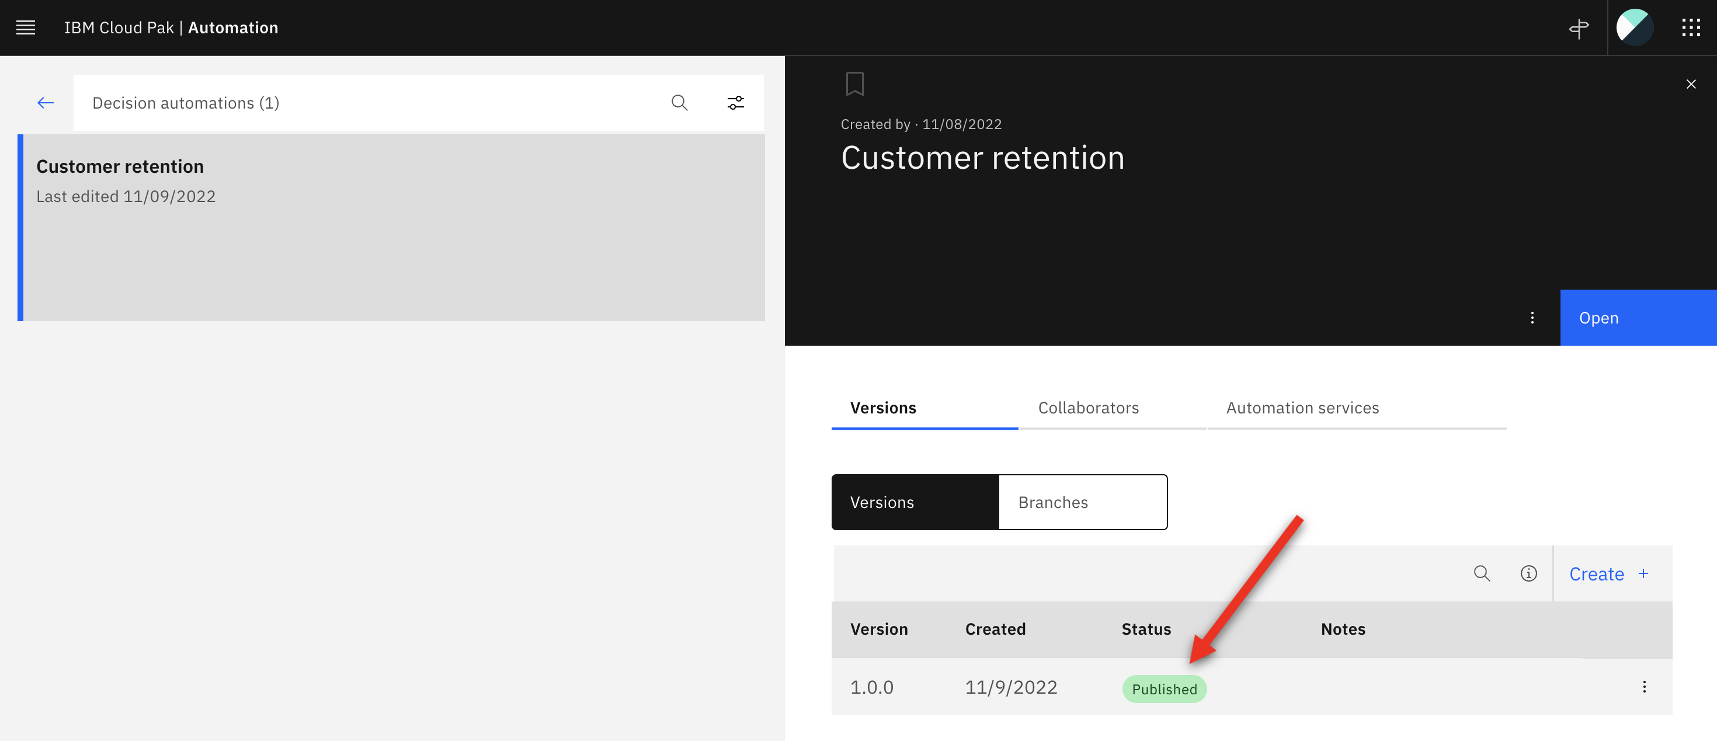 IBM Cloud Pak | Automation
Decision automations (1)
Customer retention
Last edited 11/09/2022
Created by · 11/08/2022
Customer retention
Open
Versions Collaborators Automation services
Versions Branches
Create +
Version Created Status Notes
1.0.0 11/9/2022 Published